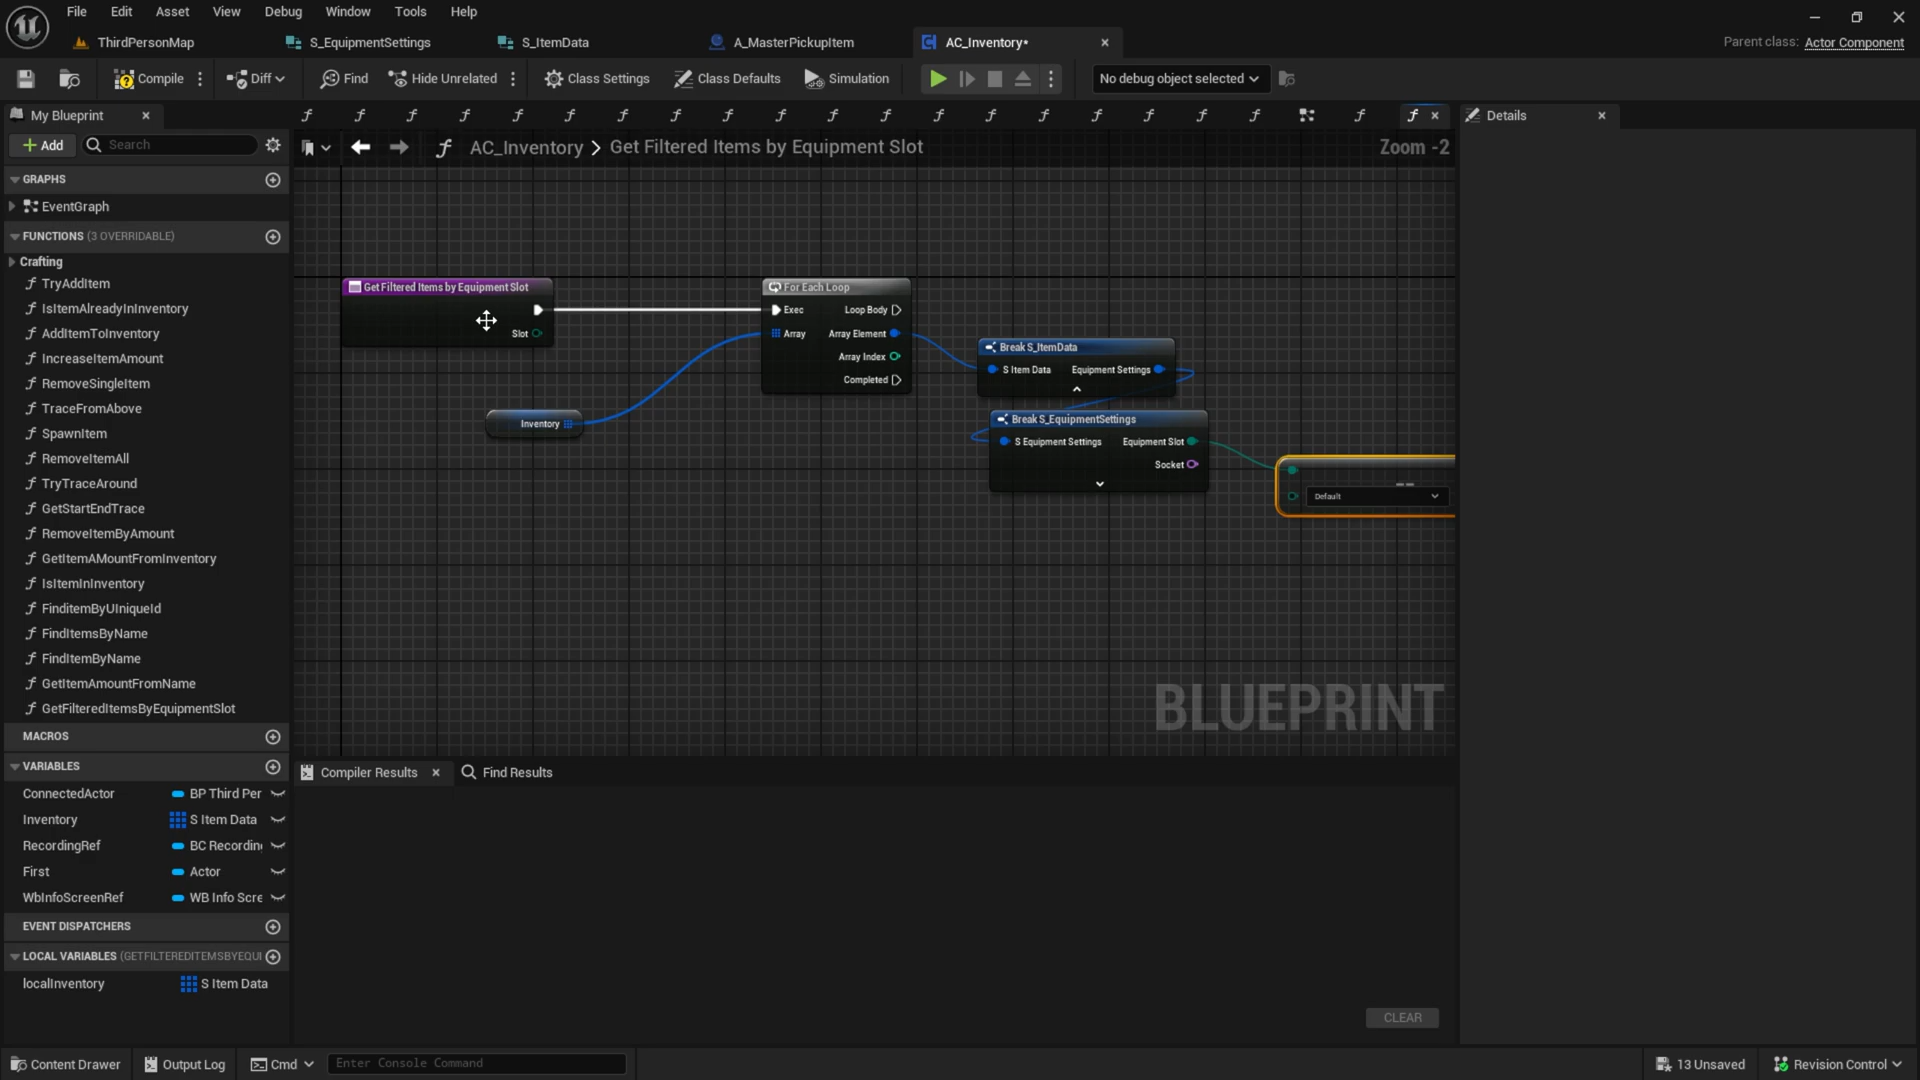 File Edit Asset View Debug Window Tools Help
ThirdPersonMap S_EquipmentSettings S_ItemData A_MasterPickupItem AC_Inventory* Parent class: Actor Component
Compile Diff Find Hide Unrelated Class Settings Class Defaults Simulation No debug object selected
My Blueprint Details
Add Search AC_Inventory > Get Filtered Items by Equipment Slot Zoom -2
GRAPHS
EventGraph
FUNCTIONS (3 OVERRIDABLE)
Crafting
TryAddItem
IsItemAlreadyInInventory
AddItemToInventory
IncreaseItemAmount
RemoveSingleItem
TraceFromAbove
SpawnItem
RemoveItemAll
TryTraceAround
GetStartEndTrace
RemoveItemByAmount
GetItemAMountFromInventory
IsItemInInventory
FinditemByUIniqueId
FindItemsByName
FindItemByName
GetItemAmountFromName
GetFilteredItemsByEquipmentSlot
MACROS
VARIABLES
ConnectedActor BP Third Per
Inventory S Item Data
RecordingRef BC Recordin
First Actor
WbInfoScreenRef WB Info Scre
EVENT DISPATCHERS
LOCAL VARIABLES (GETFILTEREDITEMSBYEQUI
localInventory S Item Data
Get Filtered Items by Equipment Slot
Slot
Inventory
For Each Loop
Exec Loop Body
Array Array Element
Array Index
Completed
Break S_ItemData
S Item Data Equipment Settings
Break S_EquipmentSettings
S Equipment Settings Equipment Slot
Socket
==
Default
BLUEPRINT
Compiler Results Find Results
CLEAR
Content Drawer Output Log Cmd Enter Console Command 13 Unsaved Revision Control